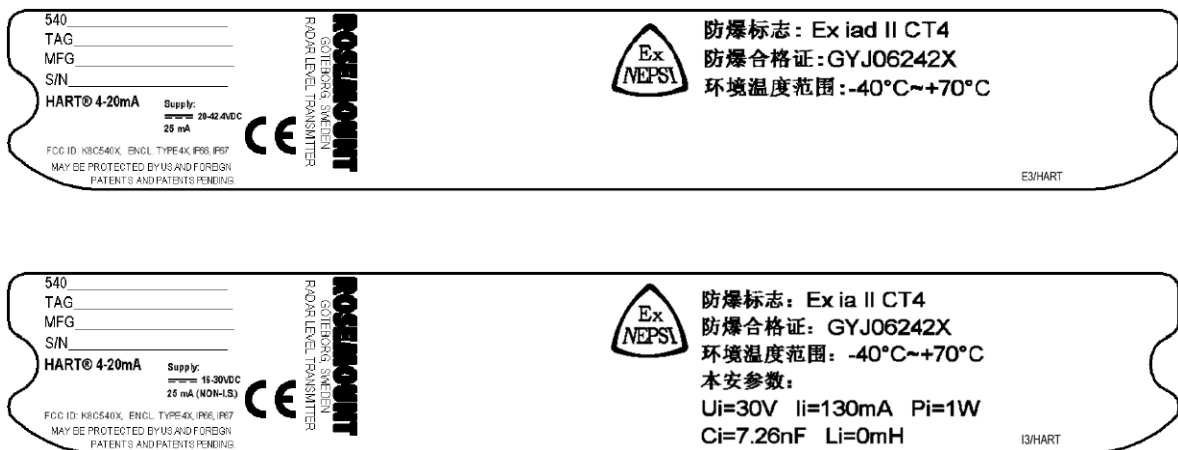 540
TAG
MFG
S/N
HART® 4-20mA
Supply:
20-42.4VDC
25 mA
FCC ID: K8C540X, ENCL. TYPE4X, IP66, IP67
MAY BE PROTECTED BY US AND FOREIGN
PATENTS AND PATENTS PENDING.
CE
ROSEMOUNT
GÖTEBORG, SWEDEN
RADAR LEVEL TRANSMITTER
Ex
NEPSI
防爆标志: Ex iad II CT4
防爆合格证:GYJ06242X
环境温度范围:-40°C~+70°C
E3/HART
540
TAG
MFG
S/N
HART® 4-20mA
Supply:
16-30VDC
25 mA (NON-I.S.)
FCC ID: K8C540X, ENCL. TYPE4X, IP66, IP67
MAY BE PROTECTED BY US AND FOREIGN
PATENTS AND PATENTS PENDING.
CE
ROSEMOUNT
GÖTEBORG, SWEDEN
RADAR LEVEL TRANSMITTER
Ex
NEPSI
防爆标志: Ex ia II CT4
防爆合格证: GYJ06242X
环境温度范围: -40°C~+70°C
本安参数:
Ui=30V Ii=130mA Pi=1W
Ci=7.26nF Li=0mH
I3/HART